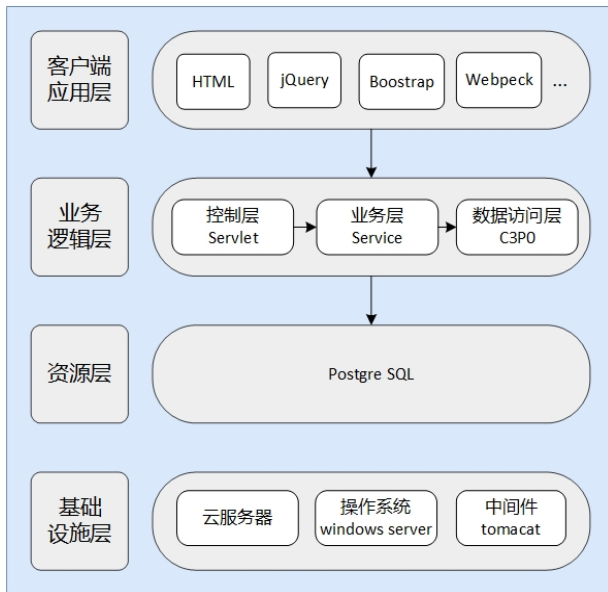 客户端
应用层
HTML
jQuery
Boostrap
Webpeck
...
业务
逻辑层
控制层
Servlet
业务层
Service
数据访问层
C3P0
资源层
Postgre SQL
基础
设施层
云服务器
操作系统
windows server
中间件
tomacat